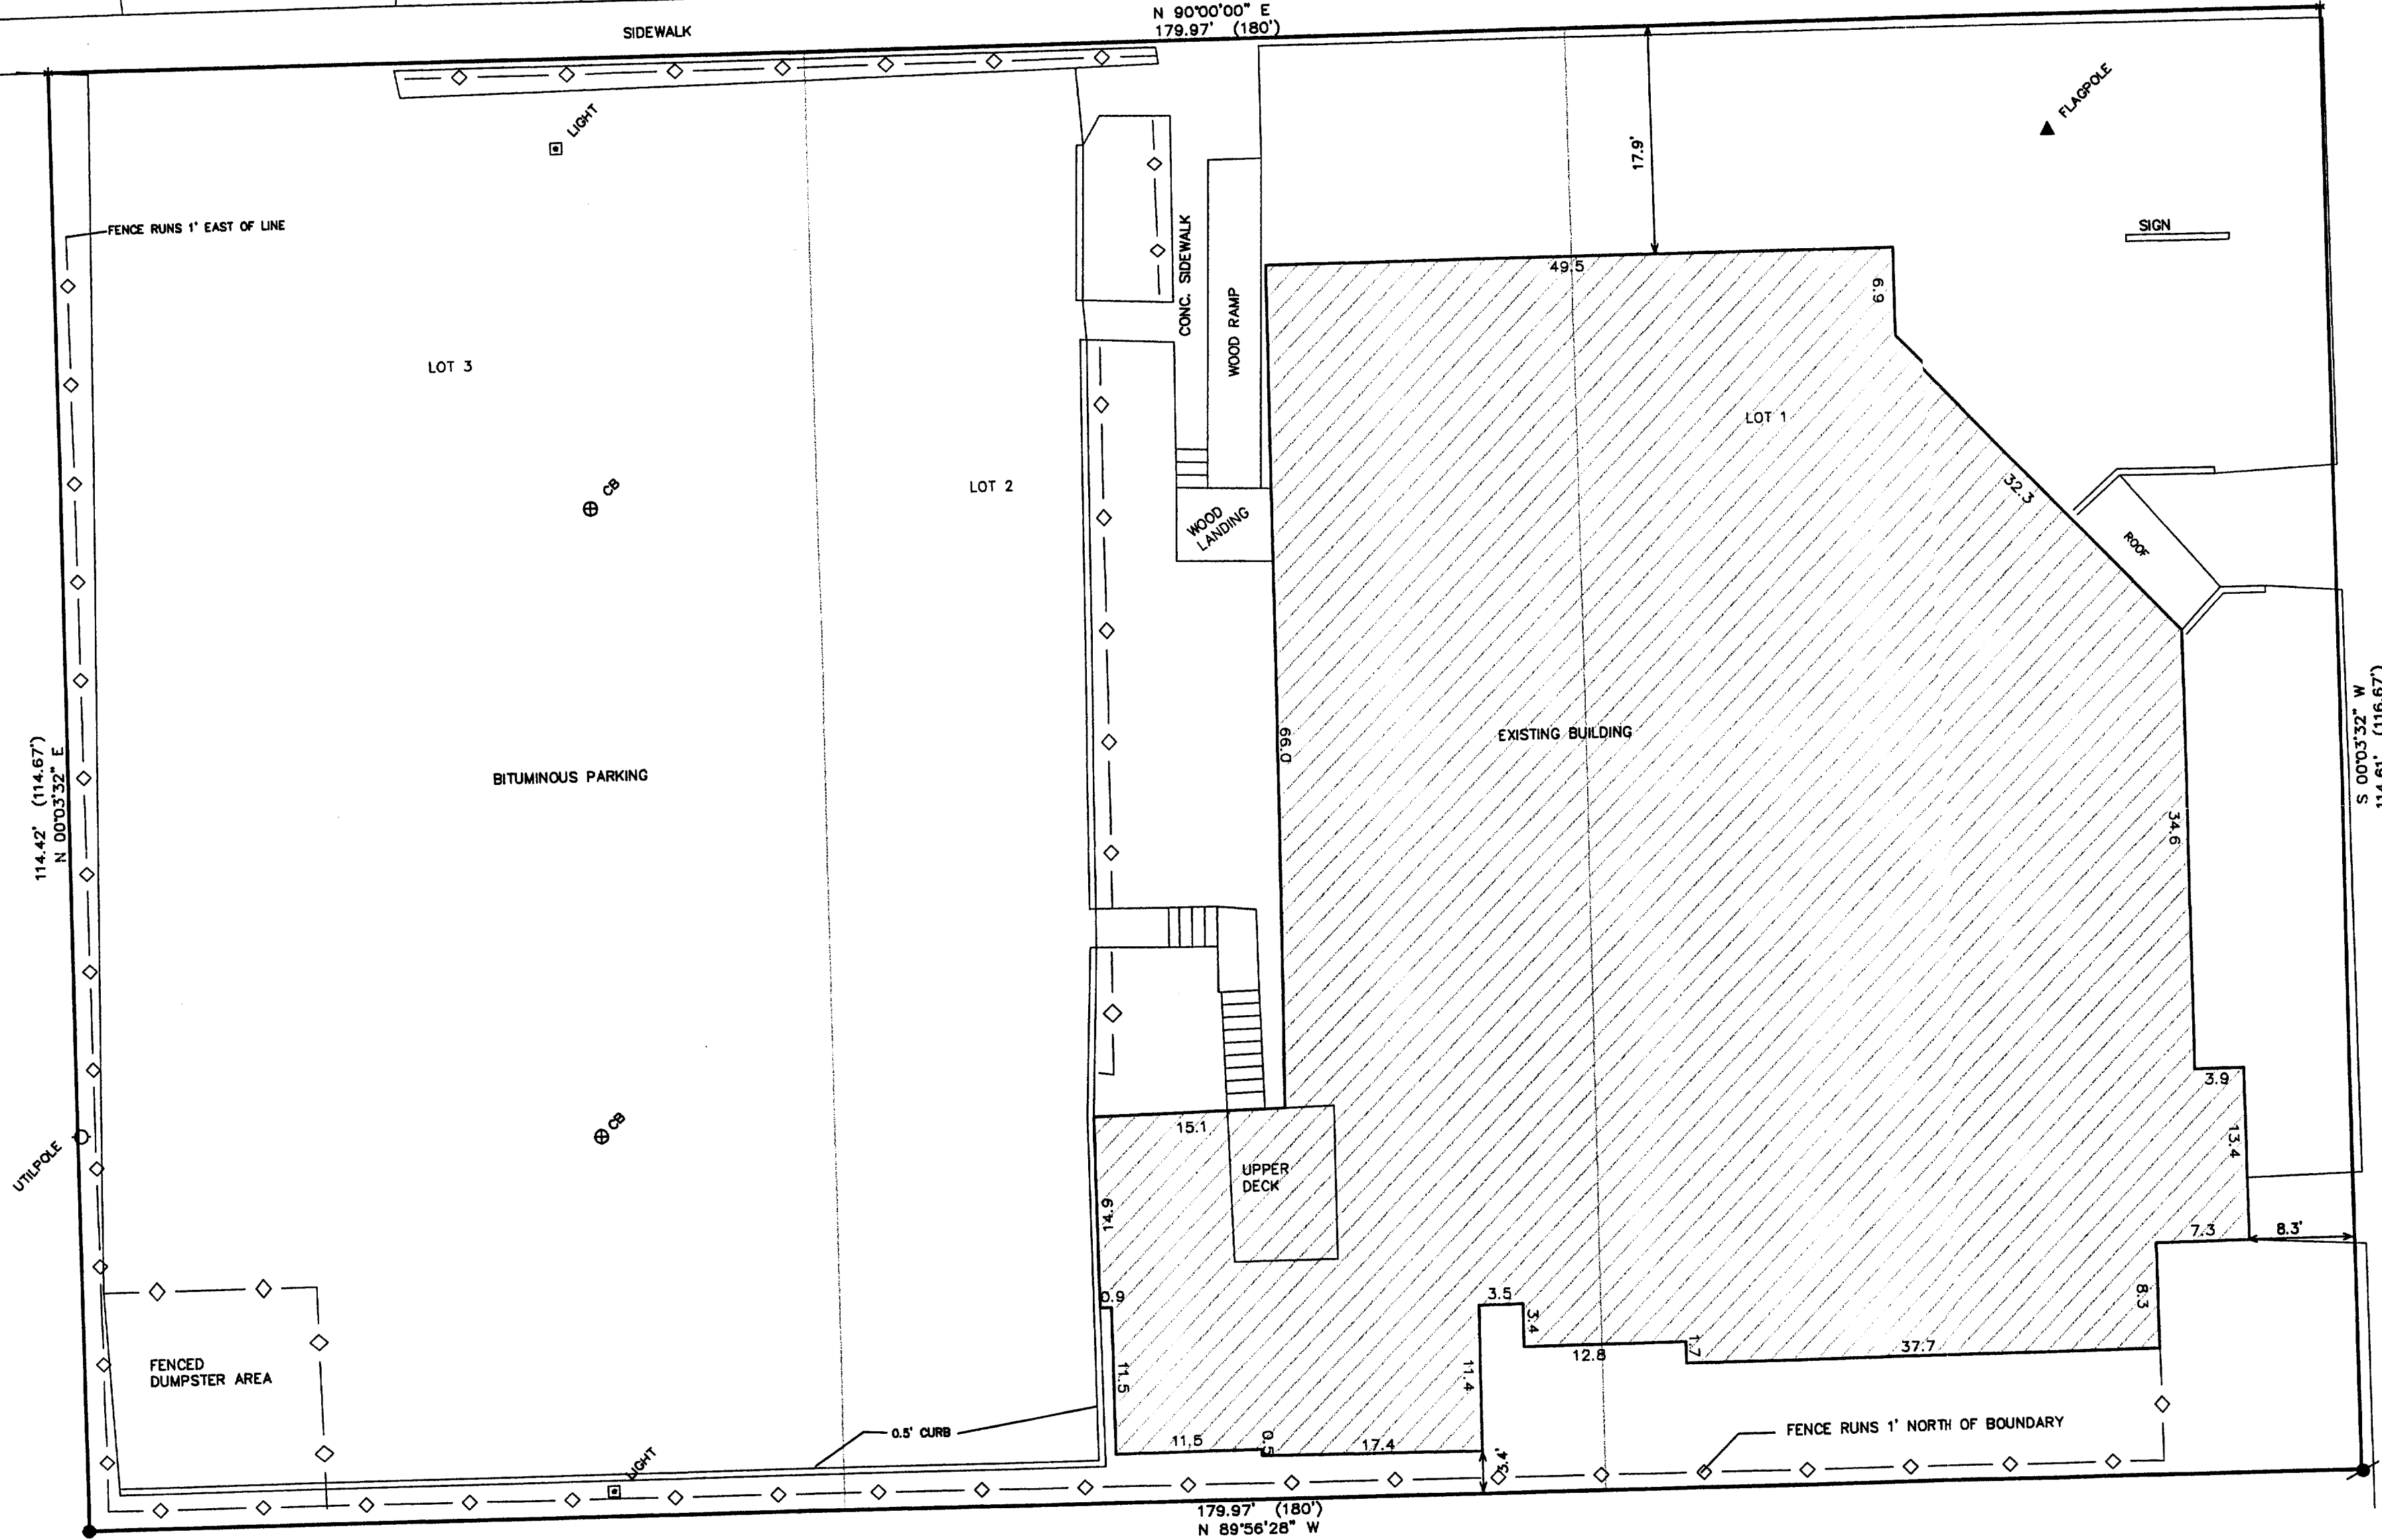 N 90°00'00" E
179.97' (180')
SIDEWALK
FLAGPOLE
LIGHT
17.9'
SIGN
FENCE RUNS 1' EAST OF LINE
CONC. SIDEWALK
49.5
6.9
WOOD RAMP
LOT 3
LOT 1
LOT 2
CB
32.3
WOOD
LANDING
ROOF
66.0
EXISTING BUILDING
S 00°03'32" W
114.61' (116.67')
114.42' (114.67')
N 00°03'32" E
BITUMINOUS PARKING
34.6
3.9
CB
15.1
13.4
UTILPOLE
UPPER
DECK
14.9
7.3
8.3'
0.9
3.5
3.4
8.3
1.7
12.8
37.7
FENCED
DUMPSTER AREA
11.5
11.4
FENCE RUNS 1' NORTH OF BOUNDARY
0.5' CURB
11.5
0.5
17.4
3.4'
LIGHT
179.97' (180')
N 89°56'28" W